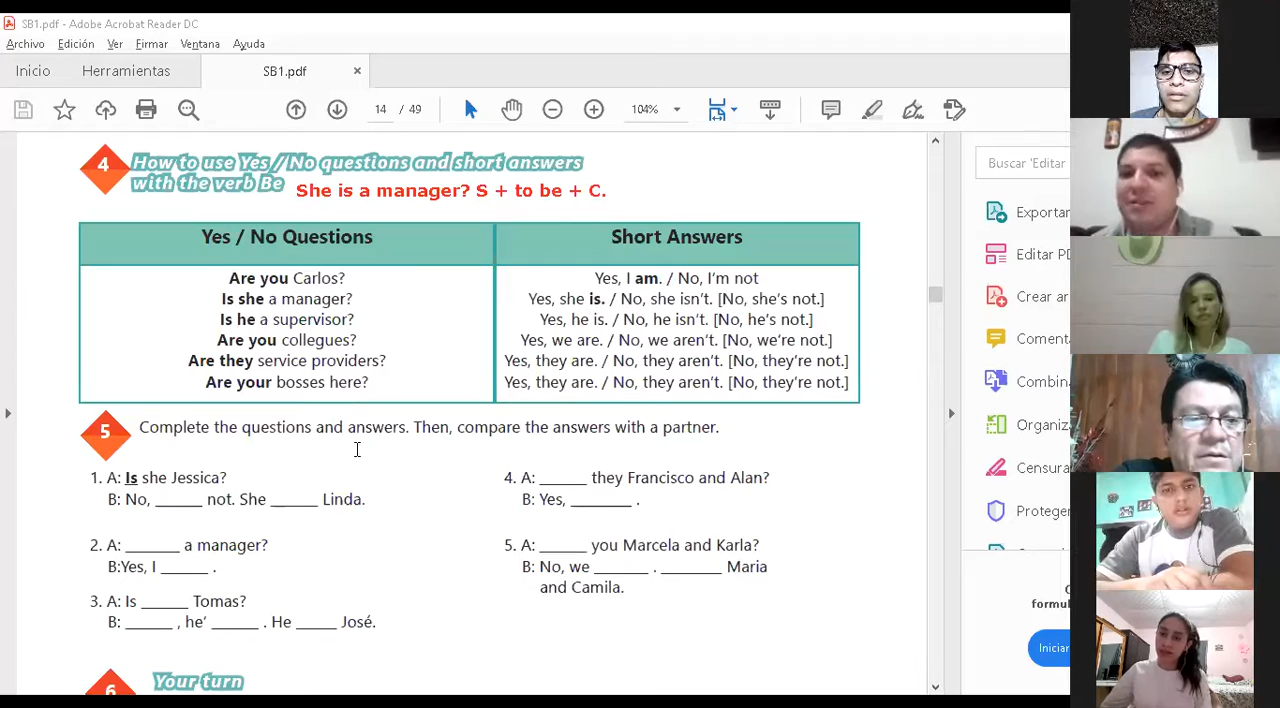 SB1.pdf - Adobe Acrobat Reader DC
Archivo Edición Ver Firmar Ventana Ayuda
Inicio Herramientas SB1.pdf ×
14 / 49 104%
4 How to use Yes / No questions and short answers
with the verb Be She is a manager? S + to be + C.
Yes / No Questions Short Answers
Are you Carlos? Yes, I am. / No, I'm not
Is she a manager? Yes, she is. / No, she isn't. [No, she's not.]
Is he a supervisor? Yes, he is. / No, he isn't. [No, he's not.]
Are you collegues? Yes, we are. / No, we aren't. [No, we're not.]
Are they service providers? Yes, they are. / No, they aren't. [No, they're not.]
Are your bosses here? Yes, they are. / No, they aren't. [No, they're not.]
5 Complete the questions and answers. Then, compare the answers with a partner.
1. A: Is she Jessica?
B: No, ______ not. She ______ Linda.
2. A: _______ a manager?
B:Yes, I ______ .
3. A: Is ______ Tomas?
B: ______ , he' ______ . He _____ José.
4. A: ______ they Francisco and Alan?
B: Yes, ________ .
5. A: ______ you Marcela and Karla?
B: No, we _______ . ________ Maria
and Camila.
6 Your turn
Buscar 'Editar
Exportar
Editar PD
Crear ar
Comenta
Combin
Organiz
Censura
Proteger
formul
Iniciar